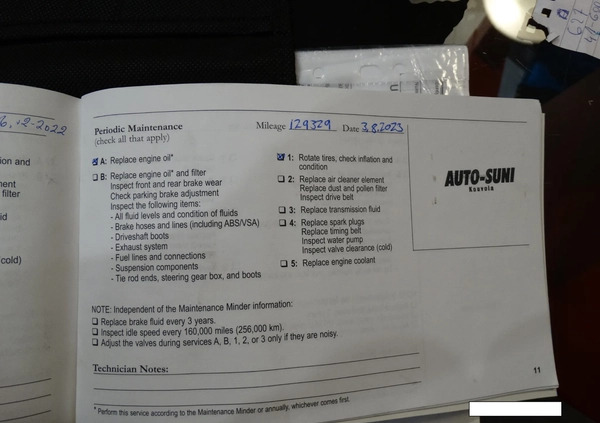 6.12-2022
ion and
ment
filter
id
cold)
Periodic Maintenance
(check all that apply)
Mileage 129329 Date 3.8.2023
A: Replace engine oil*
B: Replace engine oil* and filter
Inspect front and rear brake wear
Check parking brake adjustment
Inspect the following items:
- All fluid levels and condition of fluids
- Brake hoses and lines (including ABS/VSA)
- Driveshaft boots
- Exhaust system
- Fuel lines and connections
- Suspension components
- Tie rod ends, steering gear box, and boots
1: Rotate tires, check inflation and
condition
2: Replace air cleaner element
Replace dust and pollen filter
Inspect drive belt
3: Replace transmission fluid
4: Replace spark plugs
Replace timing belt
Inspect water pump
Inspect valve clearance (cold)
5: Replace engine coolant
AUTO-SUNI
Kouvola
NOTE: Independent of the Maintenance Minder information:
Replace brake fluid every 3 years.
Inspect idle speed every 160,000 miles (256,000 km).
Adjust the valves during services A, B, 1, 2, or 3 only if they are noisy.
Technician Notes:
11
* Perform this service according to the Maintenance Minder or annually, whichever comes first.